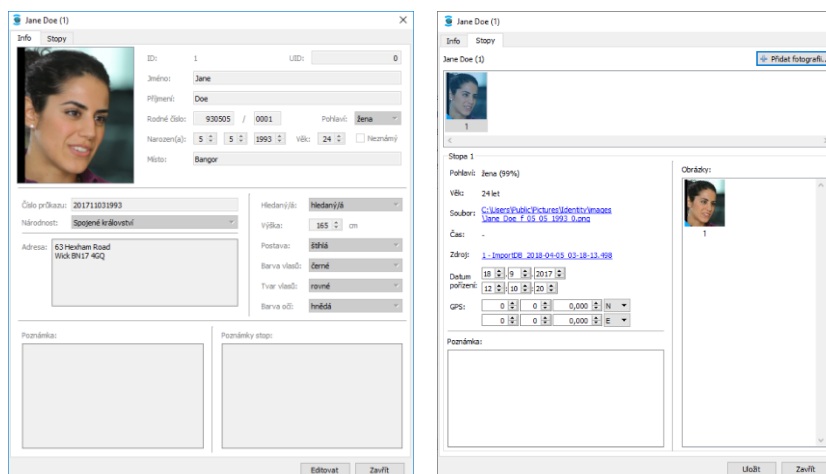 Jane Doe (1)
Info Stopy
ID: 1 UID: 0
Jméno: Jane
Příjmení: Doe
Rodné číslo: 930505 / 0001 Pohlaví: žena
Narozen(a): 5 5 1993 Věk: 24 Neznámý
Místo: Bangor
Číslo průkazu: 201711031993
Národnost: Spojené království
Adresa: 63 Hexham Road
Wick BN17 4GQ
Hledaný/á: hledaný/á
Výška: 165 cm
Postava: štíhlá
Barva vlasů: černé
Tvar vlasů: rovné
Barva očí: hnědá
Poznámka:
Poznámky stop:
Editovat Zavřít
Jane Doe (1)
Info Stopy
Jane Doe (1)
Přidat fotografii...
1
Stopa 1
Pohlaví: žena (99%)
Věk: 24 let
Soubor: C:\Users\Public\Pictures\Identity\images
\Jane_Doe_f_05_05_1993_0.png
Čas: -
Zdroj: 1 - ImportDB_2018-04-05_03-18-13.498
Datum
pořízení: 18 . 9 . 2017
12 : 10 : 20
GPS: 0 0 0,000 N
0 0 0,000 E
Poznámka:
Obrázky:
1
Uložit Zavřít